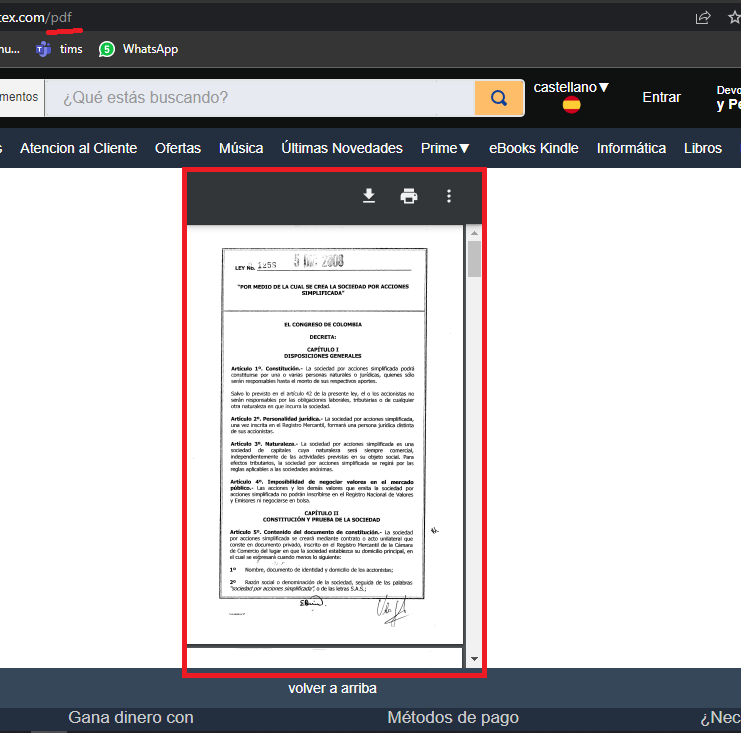 tex.com/pdf
nu... tims WhatsApp
mentos ¿Qué estás buscando? castellano▼ Entrar Devo
y Pe
s Atencion al Cliente Ofertas Música Últimas Novedades Prime▼ eBooks Kindle Informática Libros
LEY No. 1258 5 DIC 2008
"POR MEDIO DE LA CUAL SE CREA LA SOCIEDAD POR ACCIONES
SIMPLIFICADA"
EL CONGRESO DE COLOMBIA
DECRETA:
CAPÍTULO I
DISPOSICIONES GENERALES
Artículo 1º. Constitución.- La sociedad por acciones simplificada podrá
constituirse por una o varias personas naturales o jurídicas, quienes sólo
serán responsables hasta el monto de sus respectivos aportes.
Salvo lo previsto en el artículo 42 de la presente ley, el o los accionistas no
serán responsables por las obligaciones laborales, tributarias o de cualquier
otra naturaleza en que incurra la sociedad.
Artículo 2º. Personalidad jurídica.- La sociedad por acciones simplificada,
una vez inscrita en el Registro Mercantil, formará una persona jurídica distinta
de sus accionistas.
Artículo 3º. Naturaleza.- La sociedad por acciones simplificada es una
sociedad de capitales cuya naturaleza será siempre comercial,
independientemente de las actividades previstas en su objeto social. Para
efectos tributarios, la sociedad por acciones simplificada se regirá por las
reglas aplicables a las sociedades anónimas.
Artículo 4º. Imposibilidad de negociar valores en el mercado
público.- Las acciones y los demás valores que emita la sociedad por
acciones simplificada no podrán inscribirse en el Registro Nacional de Valores
y Emisores ni negociarse en bolsa.
CAPÍTULO II
CONSTITUCIÓN Y PRUEBA DE LA SOCIEDAD
Artículo 5º. Contenido del documento de constitución.- La sociedad
por acciones simplificada se creará mediante contrato o acto unilateral que
conste en documento privado, inscrito en el Registro Mercantil de la Cámara
de Comercio del lugar en que la sociedad establezca su domicilio principal, en
el cual se expresará cuando menos lo siguiente:
1º Nombre, documento de identidad y domicilio de los accionistas;
2º Razón social o denominación de la sociedad, seguida de las palabras
"sociedad por acciones simplificada", o de las letras S.A.S.;
volver a arriba
Gana dinero con Métodos de pago ¿Nec